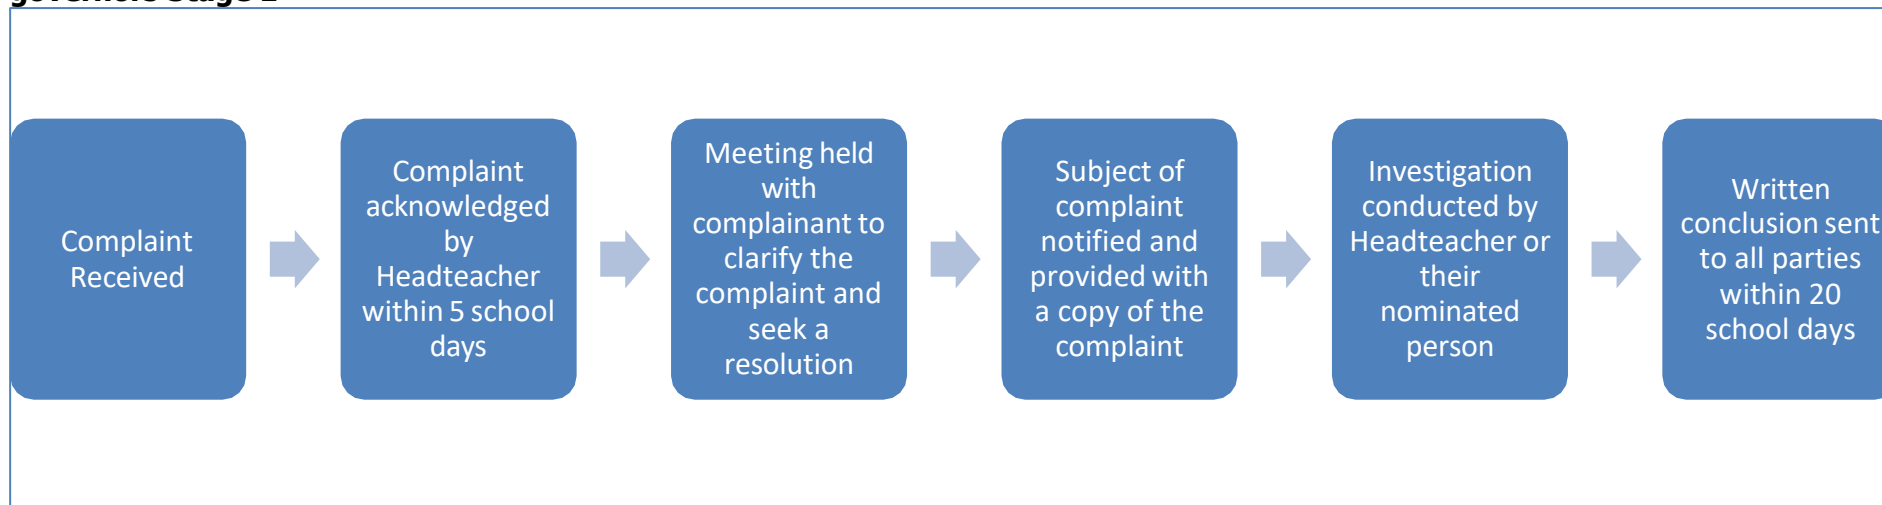 governors Stage
Complaint
Received
Complaint
acknowledged
by
Headteacher
within 5 school
days
Meeting held
with
complainant to
clarify the
complaint and
seek a
resolution
Subject of
complaint
notified and
provided with
a copy of the
complaint
Investigation
conducted by
Headteacher or
their
nominated
person
Written
conclusion sent
to all parties
within 20
school days